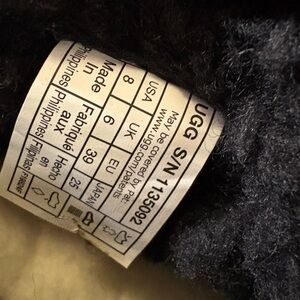 UGG S/N 1135092
May be covered by Pat.
www.ugg.com/patents
USA UK EU JAPAN
8 6 39 25
Made In Fabriqué aux Hecho en
Philippines Philippines Filipinas